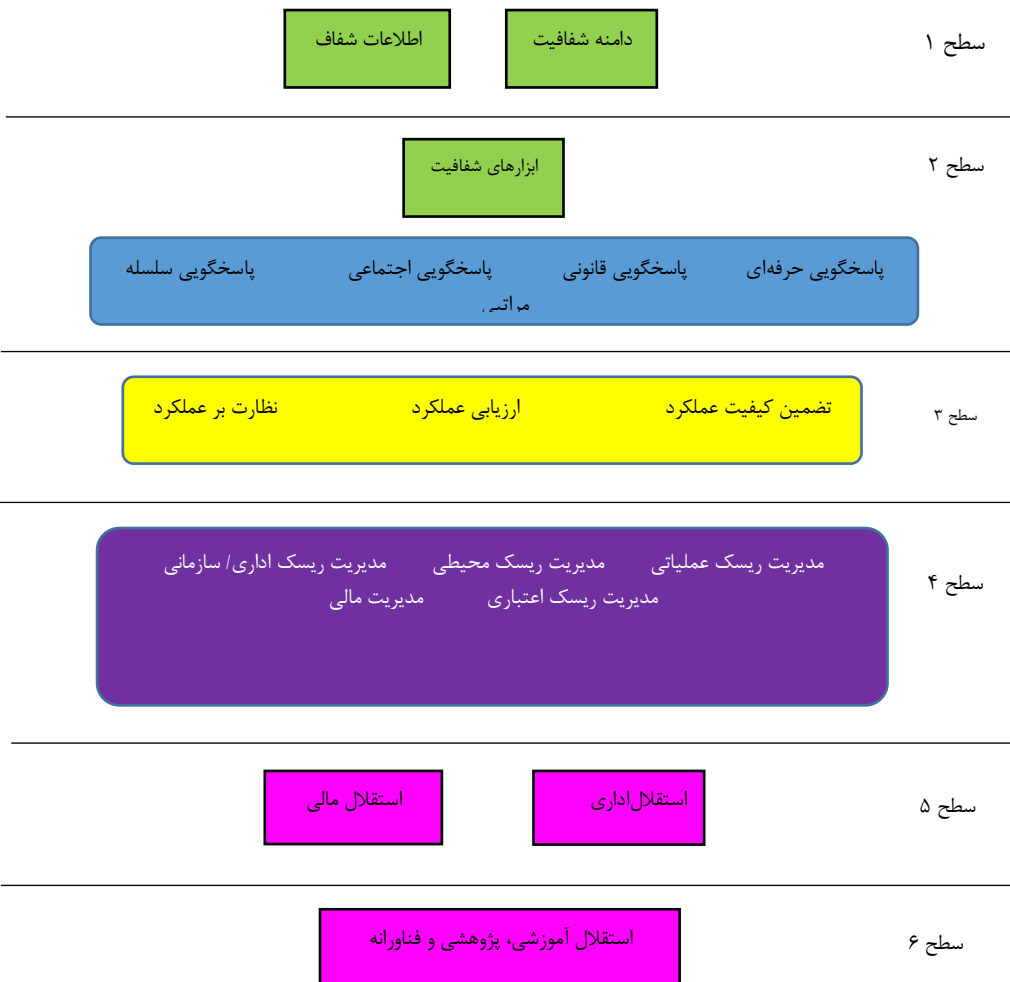 سطح ۱
دامنه شفافیت
اطلاعات شفاف
سطح ۲
ابزارهای شفافیت
پاسخگویی حرفه‌ای پاسخگویی قانونی پاسخگویی اجتماعی پاسخگویی سلسله
مراتبی
سطح ۳
تضمین کیفیت عملکرد ارزیابی عملکرد نظارت بر عملکرد
سطح ۴
مدیریت ریسک عملیاتی مدیریت ریسک محیطی مدیریت ریسک اداری/ سازمانی
مدیریت ریسک اعتباری مدیریت مالی
سطح ۵
استقلال‌اداری
استقلال مالی
سطح ۶
استقلال آموزشی، پژوهشی و فناورانه